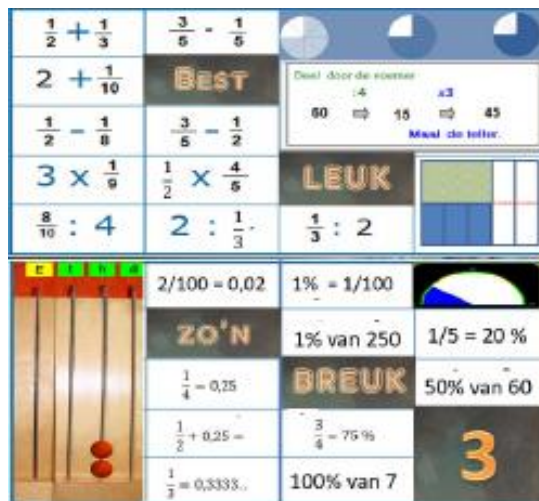 1/2 + 1/3
3/5 - 1/5
2 + 1/10
BEST
Deel door de noemer
:4 x3
60 ⇨ 15 ⇨ 45
Maal de teller.
1/2 - 1/8
3/5 - 1/2
3 x 1/9
1/2 x 4/5
LEUK
8/10 : 4
2 : 1/3
1/3 : 2
E t h d
2/100 = 0,02
1% = 1/100
ZO'N
1% van 250
1/5 = 20 %
1/4 = 0,25
BREUK
50% van 60
1/2 + 0,25 =
3/4 = 75 %
3
1/3 = 0,3333..
100% van 7